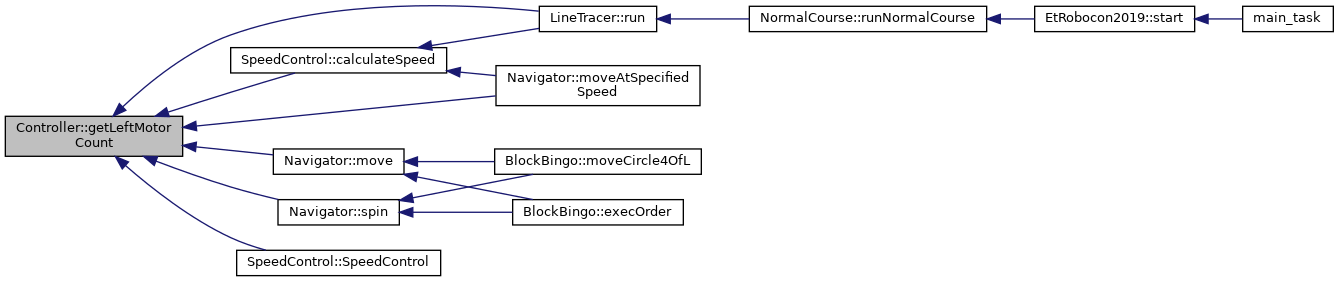 LineTracer::run
NormalCourse::runNormalCourse
EtRobocon2019::start
main_task
SpeedControl::calculateSpeed
Navigator::moveAtSpecified
Speed
Controller::getLeftMotor
Count
Navigator::move
BlockBingo::moveCircle4OfL
Navigator::spin
BlockBingo::execOrder
SpeedControl::SpeedControl